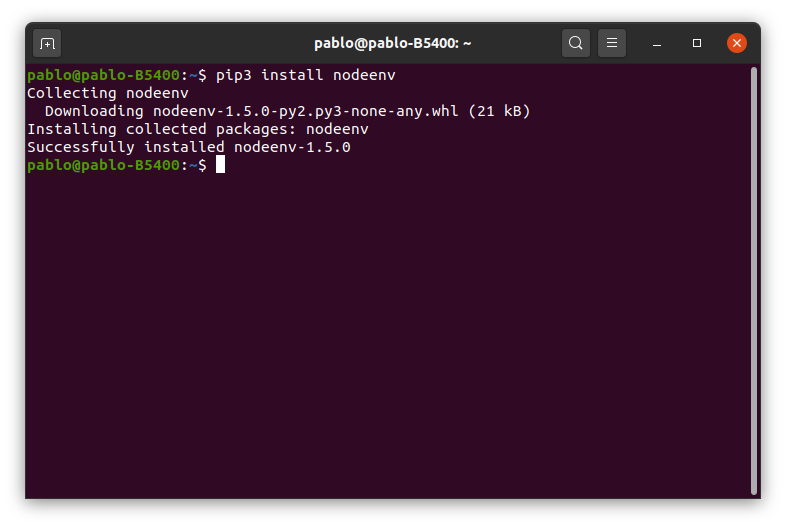 pablo@pablo-B5400: ~
pablo@pablo-B5400:~$ pip3 install nodeenv
Collecting nodeenv
  Downloading nodeenv-1.5.0-py2.py3-none-any.whl (21 kB)
Installing collected packages: nodeenv
Successfully installed nodeenv-1.5.0
pablo@pablo-B5400:~$